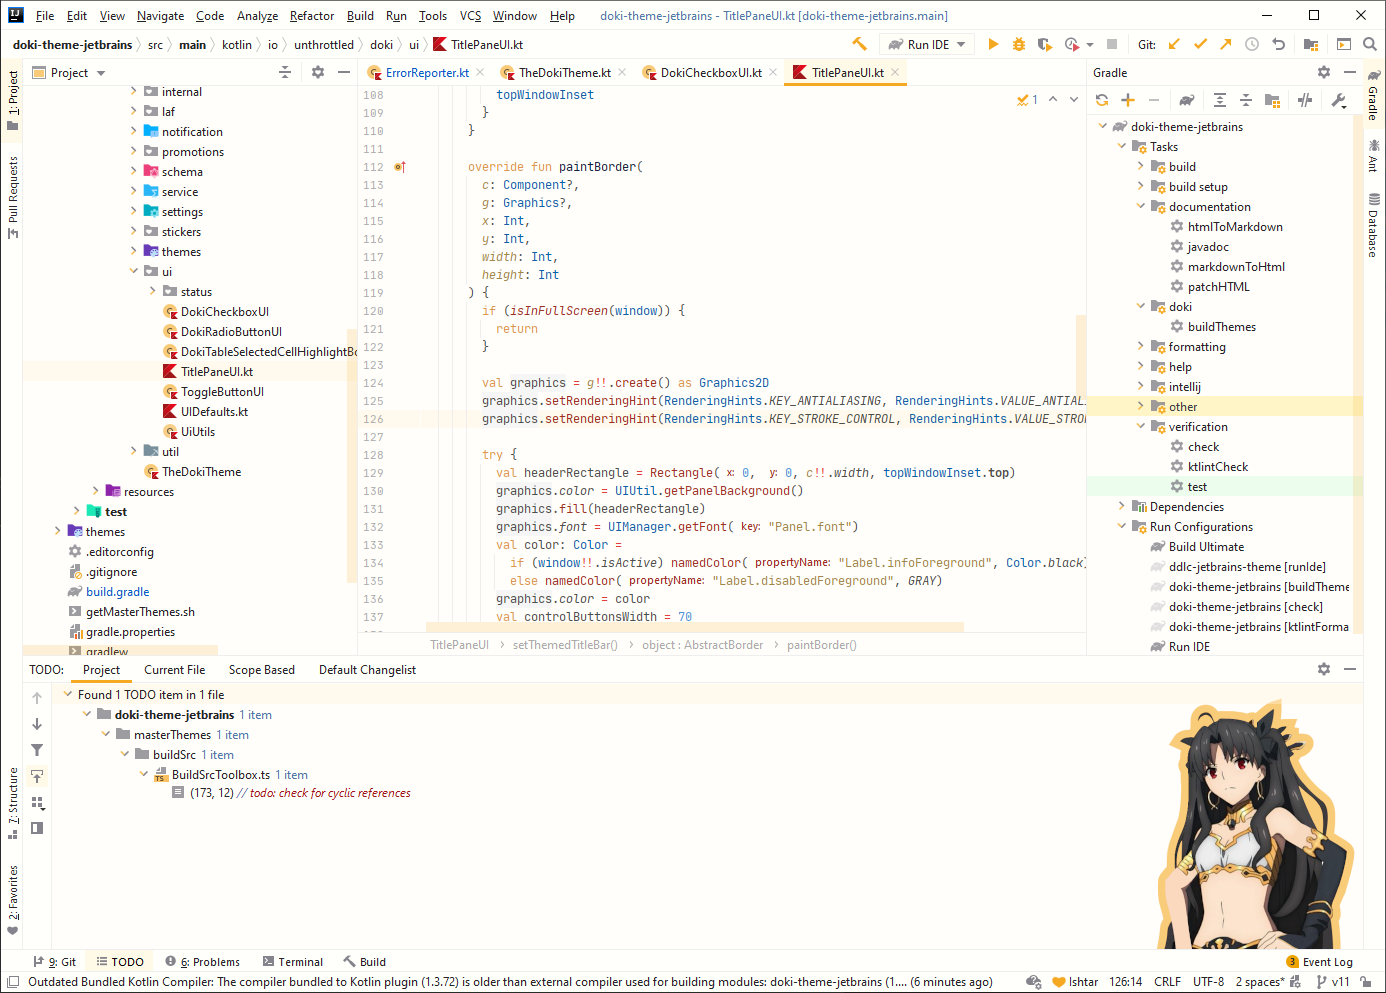 File Edit View Navigate Code Analyze Refactor Build Run Tools VCS Window Help doki-theme-jetbrains - TitlePaneUI.kt [doki-theme-jetbrains.main]
doki-theme-jetbrains src main kotlin io unthrottled doki ui TitlePaneUI.kt Run IDE Git:
1: Project
Pull Requests
7: Structure
2: Favorites
Project
internal
laf
notification
promotions
schema
service
settings
stickers
themes
ui
status
DokiCheckboxUI
DokiRadioButtonUI
DokiTableSelectedCellHighlightBo
TitlePaneUI.kt
ToggleButtonUI
UIDefaults.kt
UiUtils
util
TheDokiTheme
resources
test
themes
.editorconfig
.gitignore
build.gradle
getMasterThemes.sh
gradle.properties
gradlew
ErrorReporter.kt TheDokiTheme.kt DokiCheckboxUI.kt TitlePaneUI.kt
1
108 topWindowInset
109 }
110 }
111
112 override fun paintBorder(
113 c: Component?,
114 g: Graphics?,
115 x: Int,
116 y: Int,
117 width: Int,
118 height: Int
119 ) {
120 if (isInFullScreen(window)) {
121 return
122 }
123
124 val graphics = g!!.create() as Graphics2D
125 graphics.setRenderingHint(RenderingHints.KEY_ANTIALIASING, RenderingHints.VALUE_ANTIALI
126 graphics.setRenderingHint(RenderingHints.KEY_STROKE_CONTROL, RenderingHints.VALUE_STROK
127
128 try {
129 val headerRectangle = Rectangle( x: 0, y: 0, c!!.width, topWindowInset.top)
130 graphics.color = UIUtil.getPanelBackground()
131 graphics.fill(headerRectangle)
132 graphics.font = UIManager.getFont( key: "Panel.font")
133 val color: Color =
134 if (window!!.isActive) namedColor( propertyName: "Label.infoForeground", Color.black)
135 else namedColor( propertyName: "Label.disabledForeground", GRAY)
136 graphics.color = color
137 val controlButtonsWidth = 70
TitlePaneUI setThemedTitleBar() object : AbstractBorder paintBorder()
Gradle
doki-theme-jetbrains
Tasks
build
build setup
documentation
htmlToMarkdown
javadoc
markdownToHtml
patchHTML
doki
buildThemes
formatting
help
intellij
other
verification
check
ktlintCheck
test
Dependencies
Run Configurations
Build Ultimate
ddlc-jetbrains-theme [runIde]
doki-theme-jetbrains [buildTheme
doki-theme-jetbrains [check]
doki-theme-jetbrains [ktlintForma
Run IDE
Gradle
Ant
Database
TODO: Project Current File Scope Based Default Changelist
Found 1 TODO item in 1 file
doki-theme-jetbrains 1 item
masterThemes 1 item
buildSrc 1 item
BuildSrcToolbox.ts 1 item
(173, 12) // todo: check for cyclic references
9: Git TODO 6: Problems Terminal Build 3 Event Log
Outdated Bundled Kotlin Compiler: The compiler bundled to Kotlin plugin (1.3.72) is older than external compiler used for building modules: doki-theme-jetbrains (1.... (6 minutes ago) Ishtar 126:14 CRLF UTF-8 2 spaces* v11